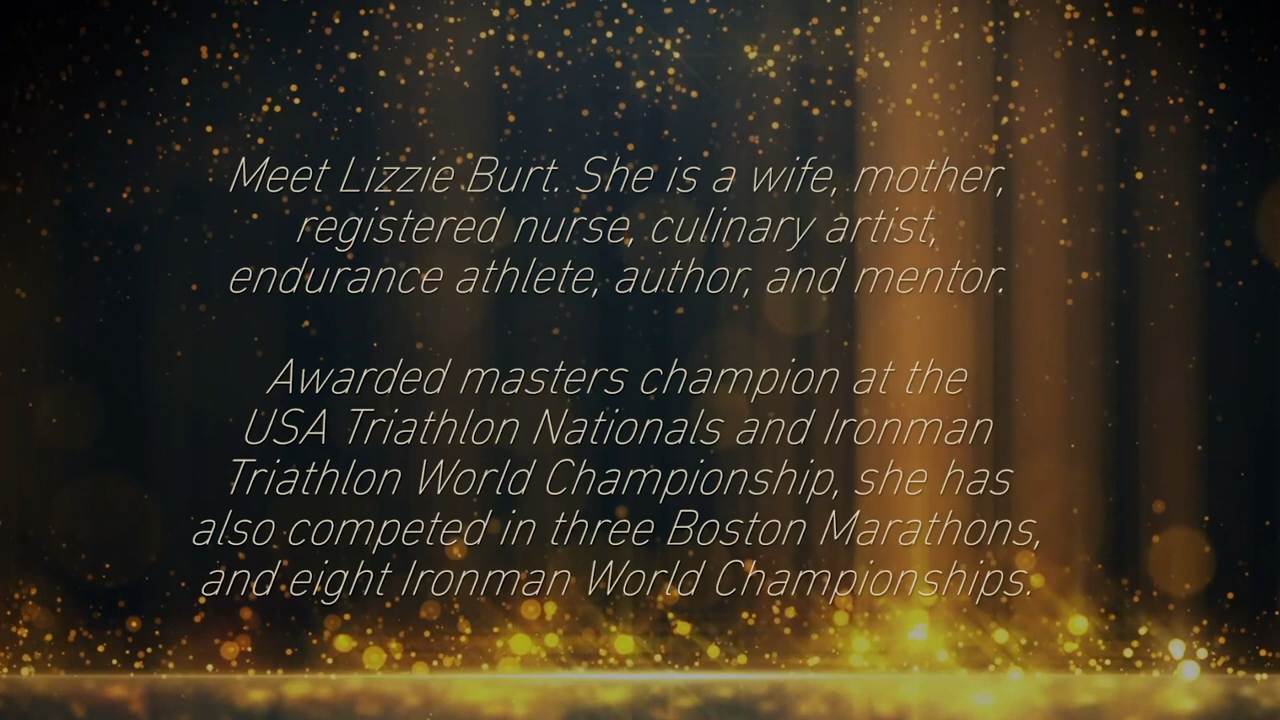 Meet Lizzie Burt. She is a wife, mother,
registered nurse, culinary artist,
endurance athlete, author, and mentor.
Awarded masters champion at the
USA Triathlon Nationals and Ironman
Triathlon World Championship, she has
also competed in three Boston Marathons,
and eight Ironman World Championships.